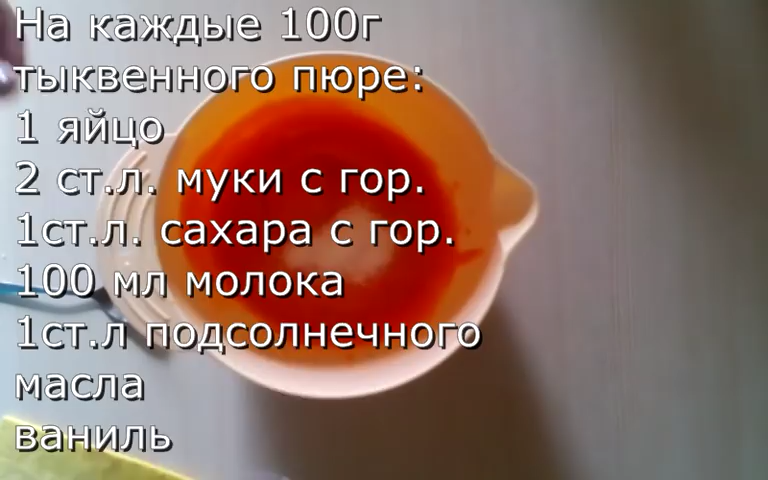 На каждые 100г
тыквенного пюре:
1 яйцо
2 ст.л. муки с гор.
1ст.л. сахара с гор.
100 мл молока
1ст.л подсолнечного
масла
ваниль